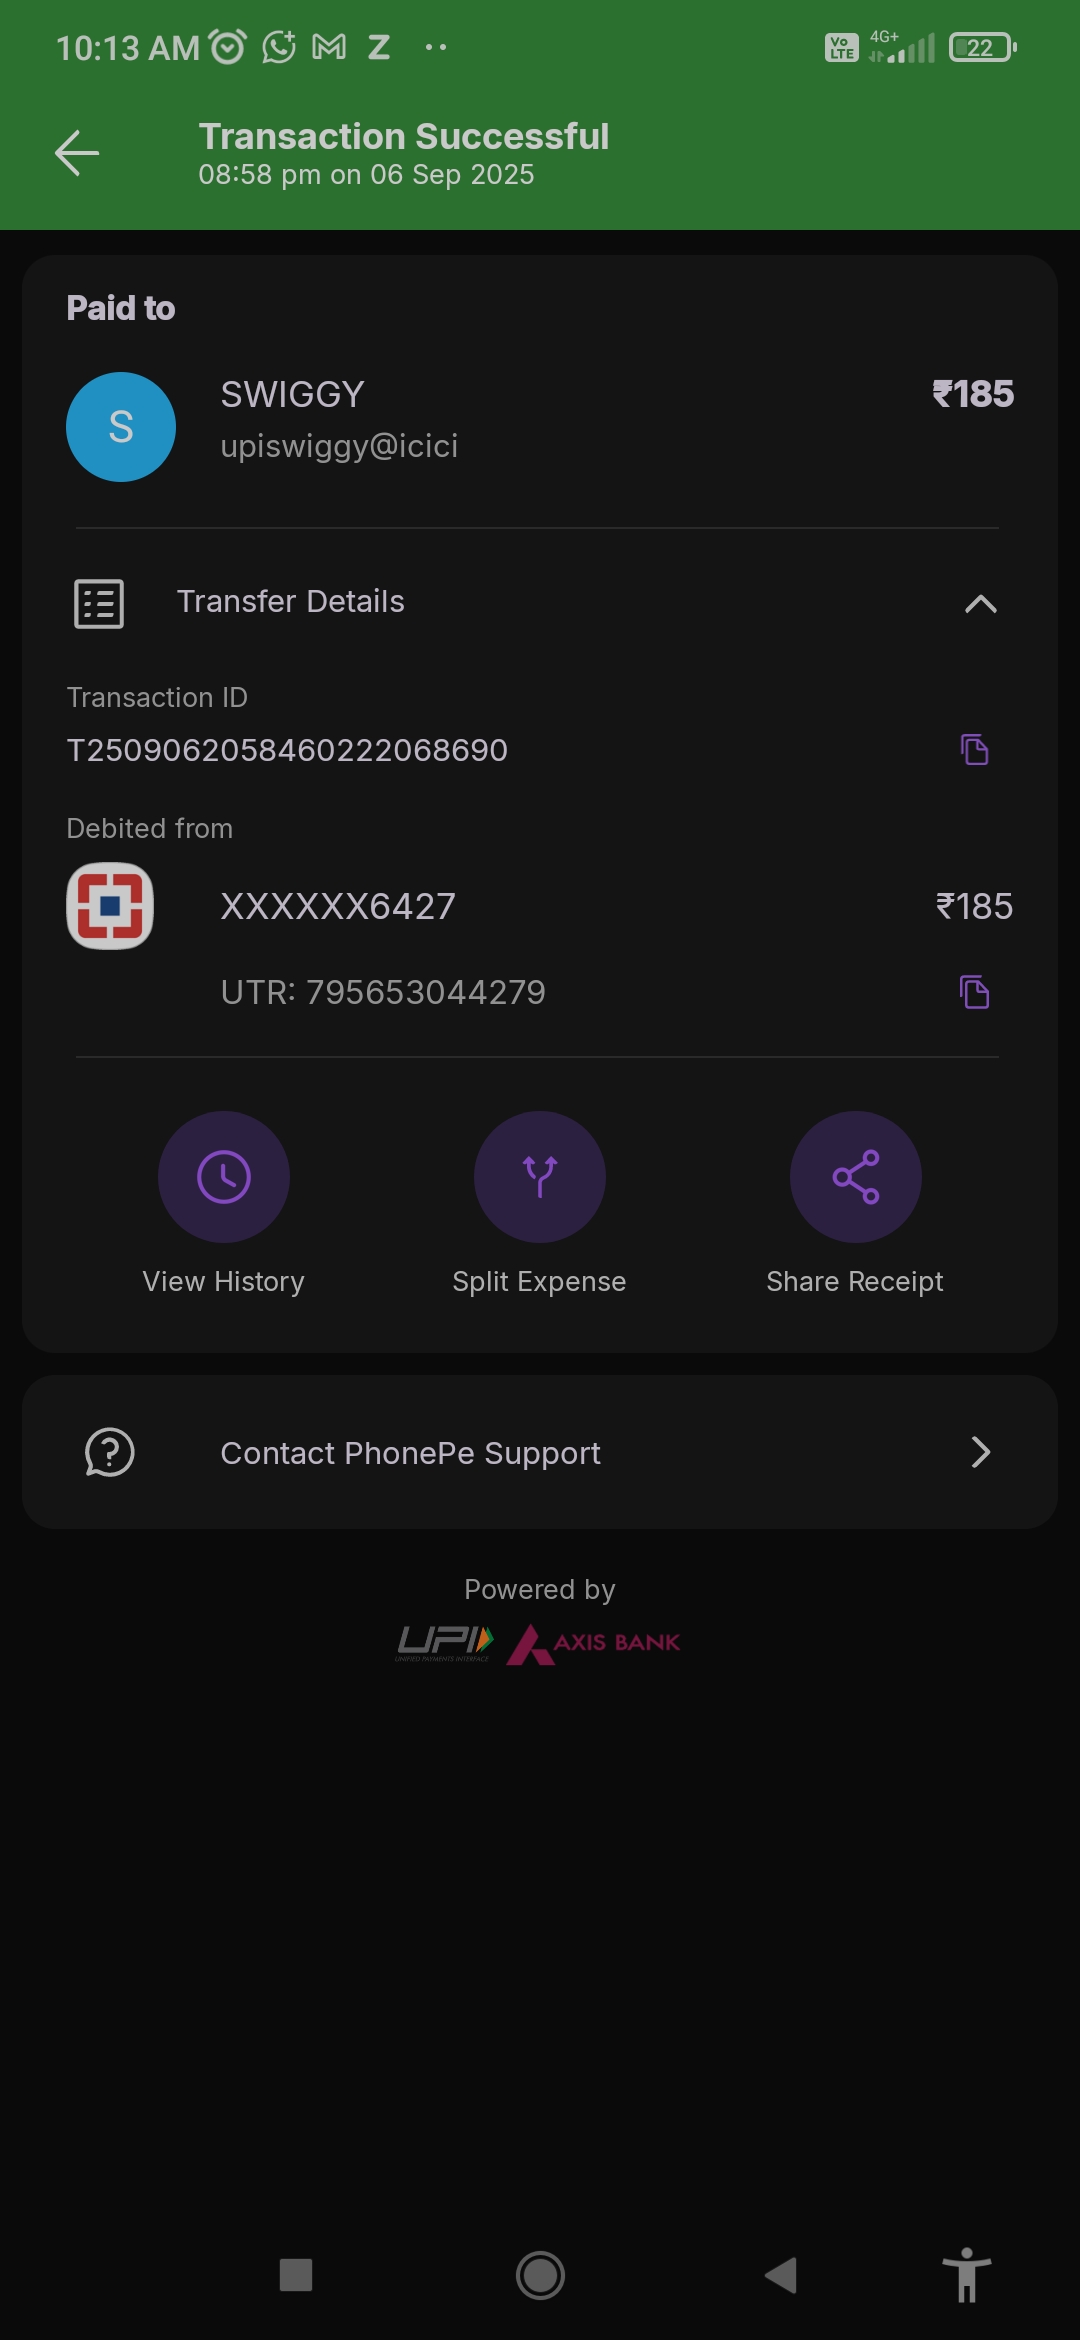 10:13 AM
Vo LTE
4G+
22
Transaction Successful
08:58 pm on 06 Sep 2025
Paid to
S
SWIGGY
₹185
upiswiggy@icici
Transfer Details
Transaction ID
T2509062058460222068690
Debited from
XXXXXX6427
₹185
UTR: 795653044279
View History
Split Expense
Share Receipt
Contact PhonePe Support
Powered by
UPI
UNIFIED PAYMENTS INTERFACE
AXIS BANK